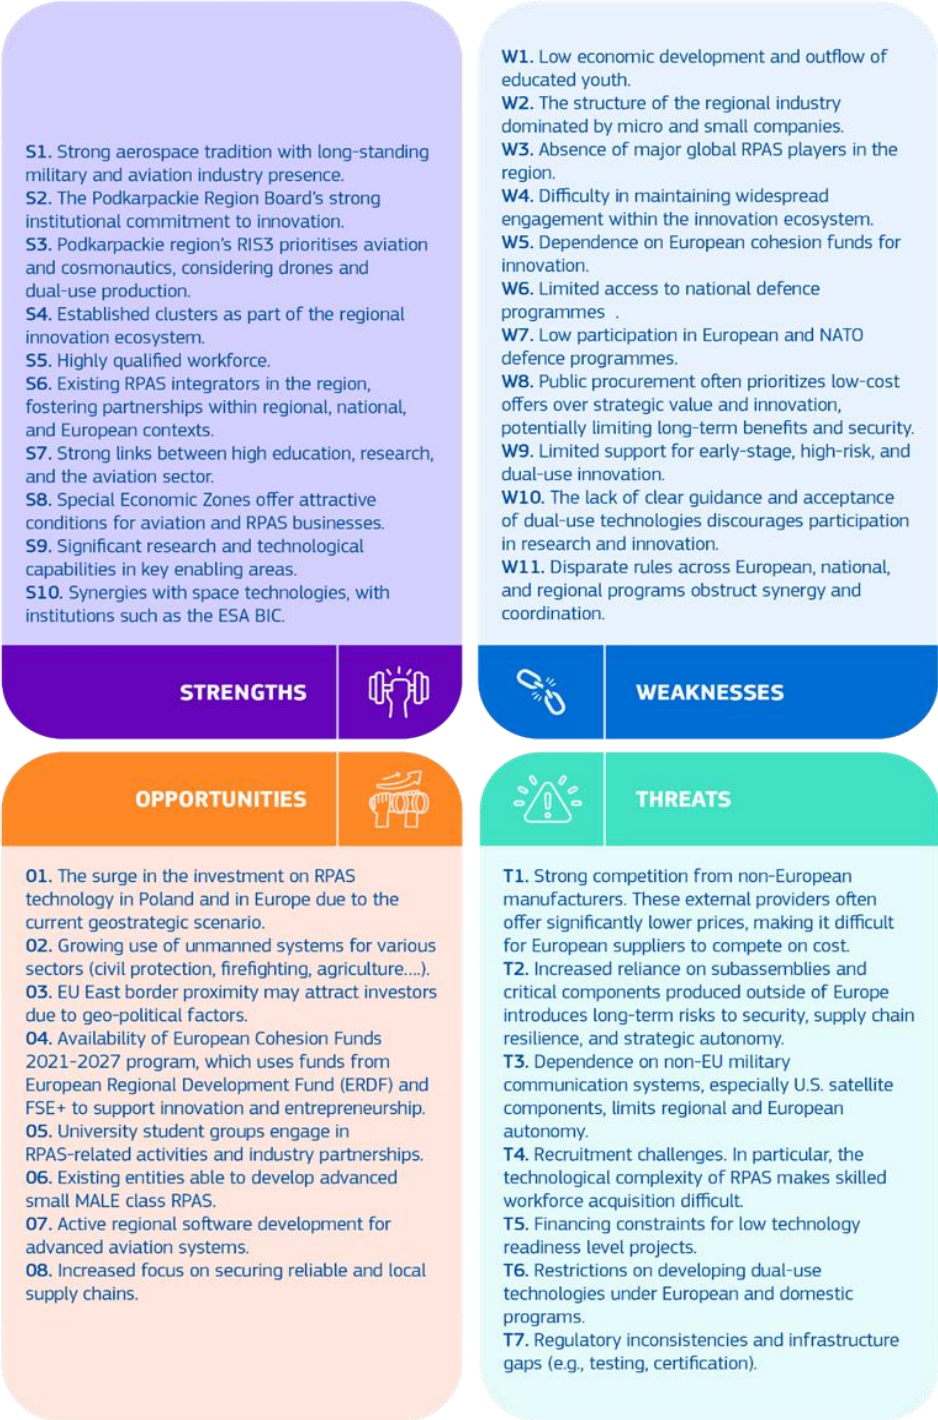 S1. Strong aerospace tradition with long-standing
military and aviation industry presence.
S2. The Podkarpackie Region Board's strong
institutional commitment to innovation.
S3. Podkarpackie region's RIS3 prioritises aviation
and cosmonautics, considering drones and
dual-use production.
S4. Established clusters as part of the regional
innovation ecosystem.
S5. Highly qualified workforce.
S6. Existing RPAS integrators in the region,
fostering partnerships within regional, national,
and European contexts.
S7. Strong links between high education, research,
and the aviation sector.
S8. Special Economic Zones offer attractive
conditions for aviation and RPAS businesses.
S9. Significant research and technological
capabilities in key enabling areas.
S10. Synergies with space technologies, with
institutions such as the ESA BIC.
STRENGTHS
W1. Low economic development and outflow of
educated youth.
W2. The structure of the regional industry
dominated by micro and small companies.
W3. Absence of major global RPAS players in the
region.
W4. Difficulty in maintaining widespread
engagement within the innovation ecosystem.
W5. Dependence on European cohesion funds for
innovation.
W6. Limited access to national defence
programmes .
W7. Low participation in European and NATO
defence programmes.
W8. Public procurement often prioritizes low-cost
offers over strategic value and innovation,
potentially limiting long-term benefits and security.
W9. Limited support for early-stage, high-risk, and
dual-use innovation.
W10. The lack of clear guidance and acceptance
of dual-use technologies discourages participation
in research and innovation.
W11. Disparate rules across European, national,
and regional programs obstruct synergy and
coordination.
WEAKNESSES
OPPORTUNITIES
O1. The surge in the investment on RPAS
technology in Poland and in Europe due to the
current geostrategic scenario.
O2. Growing use of unmanned systems for various
sectors (civil protection, firefighting, agriculture....).
O3. EU East border proximity may attract investors
due to geo-political factors.
O4. Availability of European Cohesion Funds
2021-2027 program, which uses funds from
European Regional Development Fund (ERDF) and
FSE+ to support innovation and entrepreneurship.
O5. University student groups engage in
RPAS-related activities and industry partnerships.
O6. Existing entities able to develop advanced
small MALE class RPAS.
O7. Active regional software development for
advanced aviation systems.
O8. Increased focus on securing reliable and local
supply chains.
THREATS
T1. Strong competition from non-European
manufacturers. These external providers often
offer significantly lower prices, making it difficult
for European suppliers to compete on cost.
T2. Increased reliance on subassemblies and
critical components produced outside of Europe
introduces long-term risks to security, supply chain
resilience, and strategic autonomy.
T3. Dependence on non-EU military
communication systems, especially U.S. satellite
components, limits regional and European
autonomy.
T4. Recruitment challenges. In particular, the
technological complexity of RPAS makes skilled
workforce acquisition difficult.
T5. Financing constraints for low technology
readiness level projects.
T6. Restrictions on developing dual-use
technologies under European and domestic
programs.
T7. Regulatory inconsistencies and infrastructure
gaps (e.g., testing, certification).